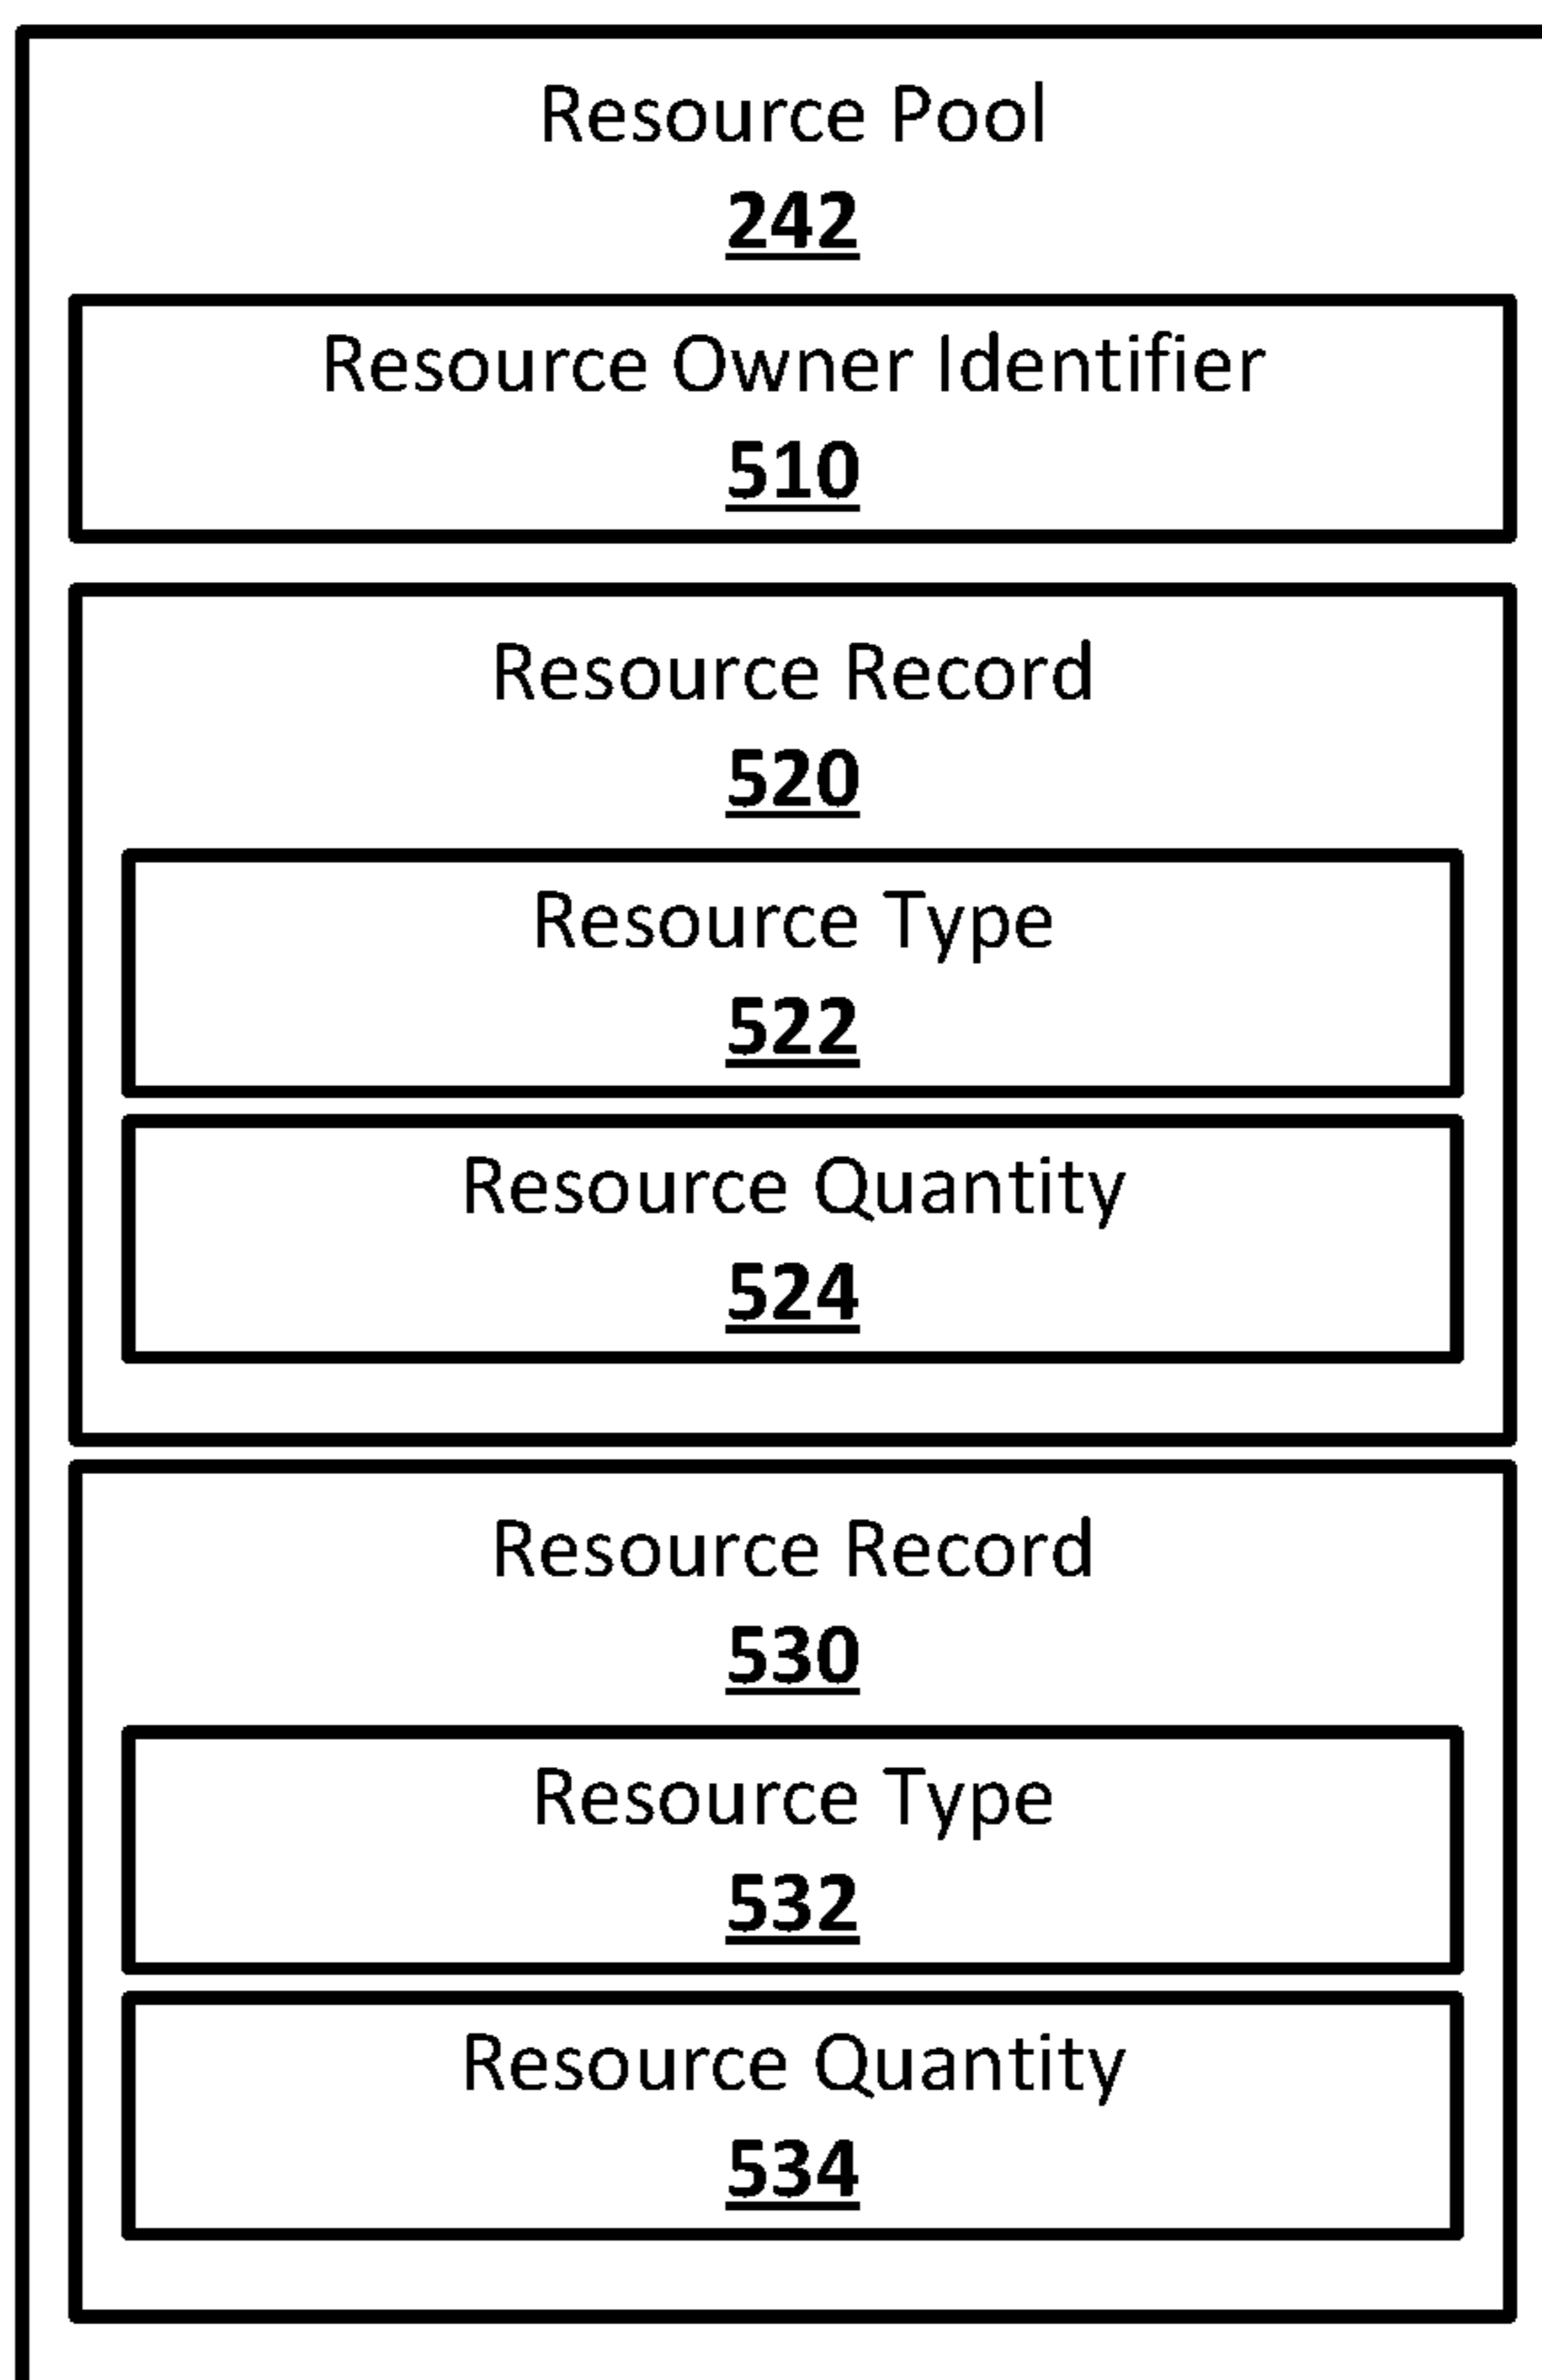 Resource Pool
242
Resource Owner Identifier
510
Resource Record
520
Resource Type
522
Resource Quantity
524
Resource Record
530
Resource Type
532
Resource Quantity
534